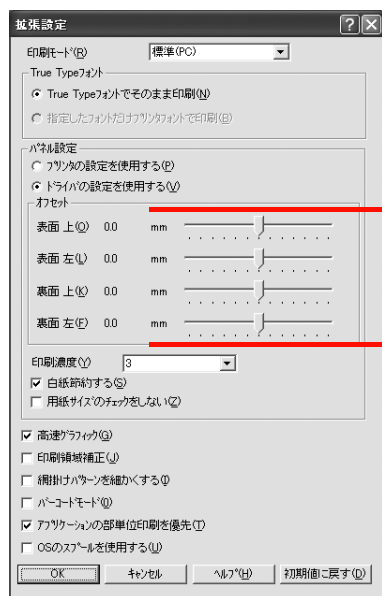 拡張設定
印刷モード(R) 標準(PC)
True Typeフォント
True Typeフォントでそのまま印刷(N)
指定したフォントだけプリンタフォントで印刷(B)
パネル設定
プリンタの設定を使用する(P)
ドライバの設定を使用する(V)
オフセット
表面 上(O) 0.0 mm
表面 左(L) 0.0 mm
裏面 上(K) 0.0 mm
裏面 左(F) 0.0 mm
印刷濃度(Y) 3
白紙節約する(S)
用紙サイズのチェックをしない(Z)
高速グラフィック(G)
印刷領域補正(J)
網掛けパターンを細かくする(I)
バーコードモード(0)
アプリケーションの部単位印刷を優先(T)
OSのスプールを使用する(U)
OK キャンセル ヘルプ(H) 初期値に戻す(D)